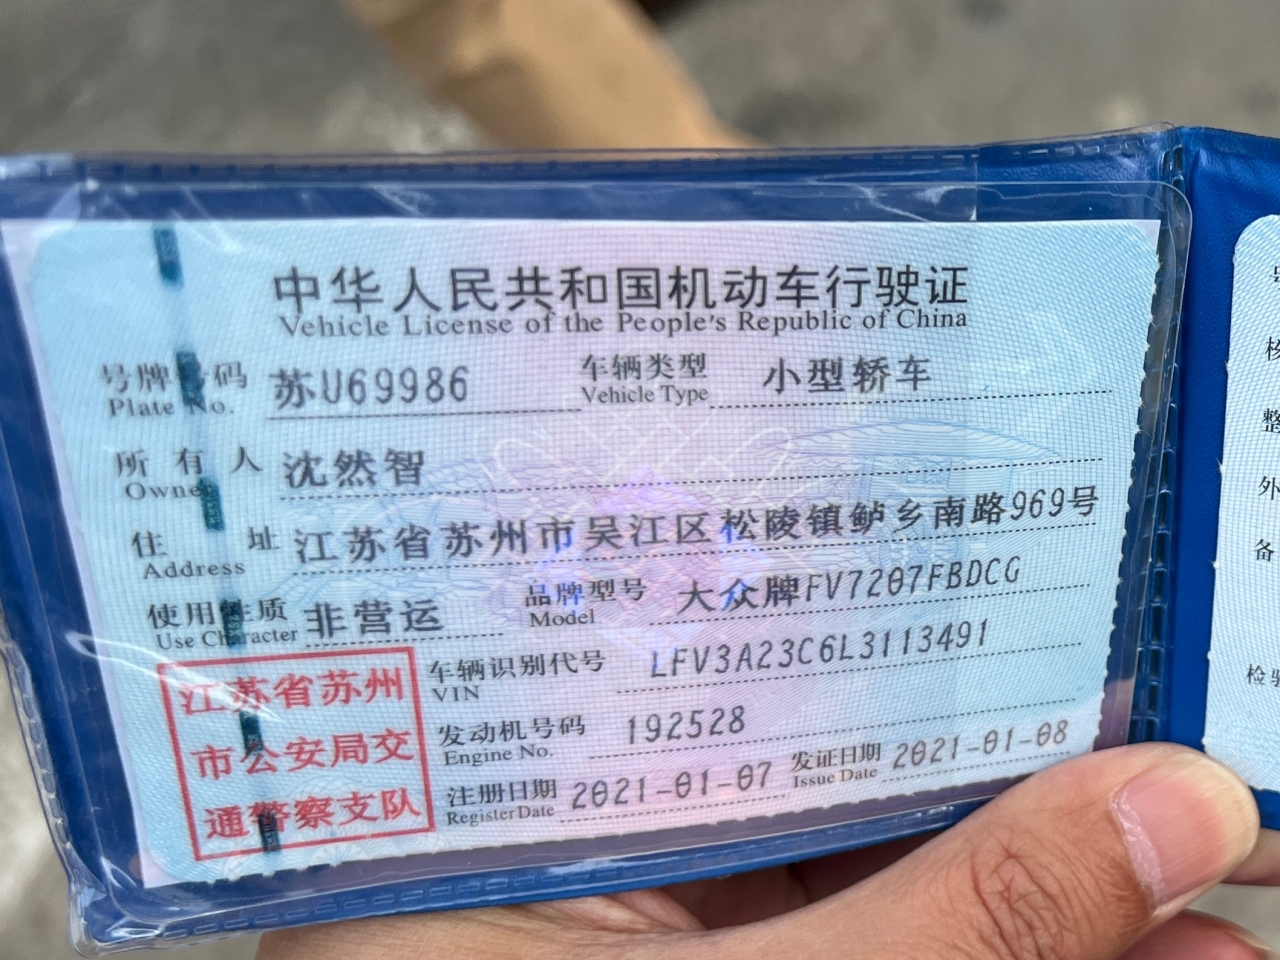 中华人民共和国机动车行驶证
Vehicle License of the People's Republic of China
号牌号码 苏U69986 车辆类型 小型轿车
Plate No. Vehicle Type
所有人 沈然智
Owner
住址 江苏省苏州市吴江区松陵镇鲈乡南路969号
Address
使用性质 非营运 品牌型号 大众牌FV7207FBDCG
Use Character Model
江苏省苏州
市公安局交
通警察支队
车辆识别代号 LFV3A23C6L3113491
VIN
发动机号码 192528
Engine No.
注册日期 2021-01-07 发证日期 2021-01-08
Register Date Issue Date
整
外
备
检验